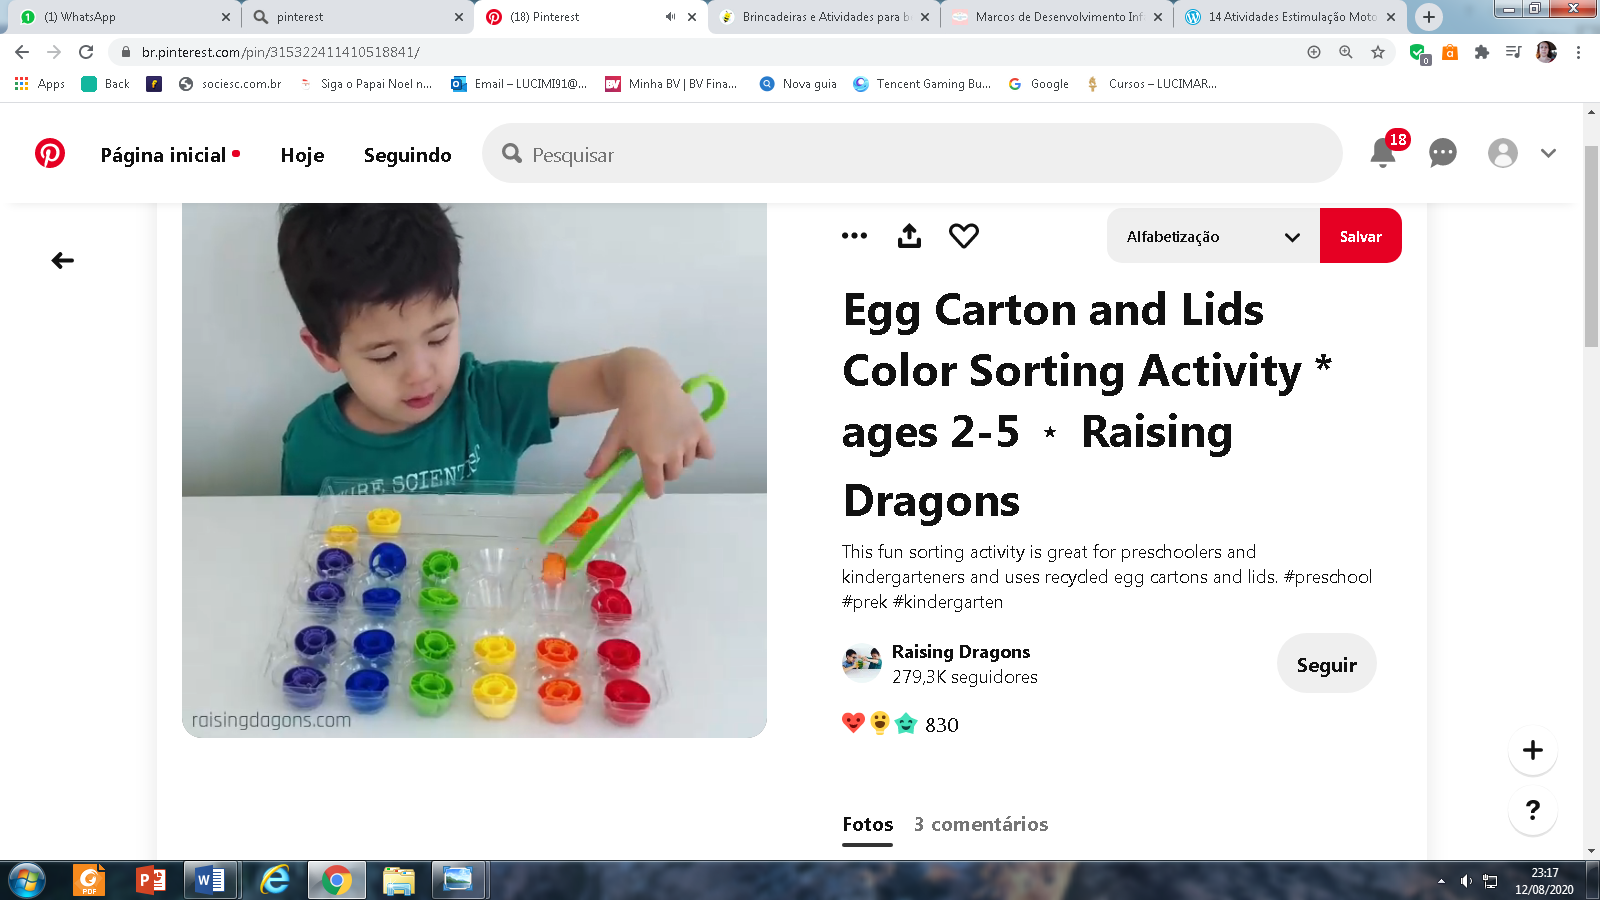 (1) WhatsApp
pinterest
(18) Pinterest
Brincadeiras e Atividades para b
Marcos de Desenvolvimento Inf
14 Atividades Estimulação Moto
br.pinterest.com/pin/315322411410518841/
0
Apps
Back
sociesc.com.br
Siga o Papai Noel n...
Email – LUCIMI91@...
BV
Minha BV | BV Fina...
Nova guia
Tencent Gaming Bu...
Google
Cursos – LUCIMAR...
Página inicial
Hoje
Seguindo
Pesquisar
18
Alfabetização
Salvar
Egg Carton and Lids
Color Sorting Activity *
ages 2-5 ⋆ Raising
Dragons
This fun sorting activity is great for preschoolers and
kindergarteners and uses recycled egg cartons and lids. #preschool
#prek #kindergarten
Raising Dragons
279,3K seguidores
Seguir
830
SCIENT
raisingdagons.com
Fotos
3 comentários
+
?
PDF
23:17
12/08/2020